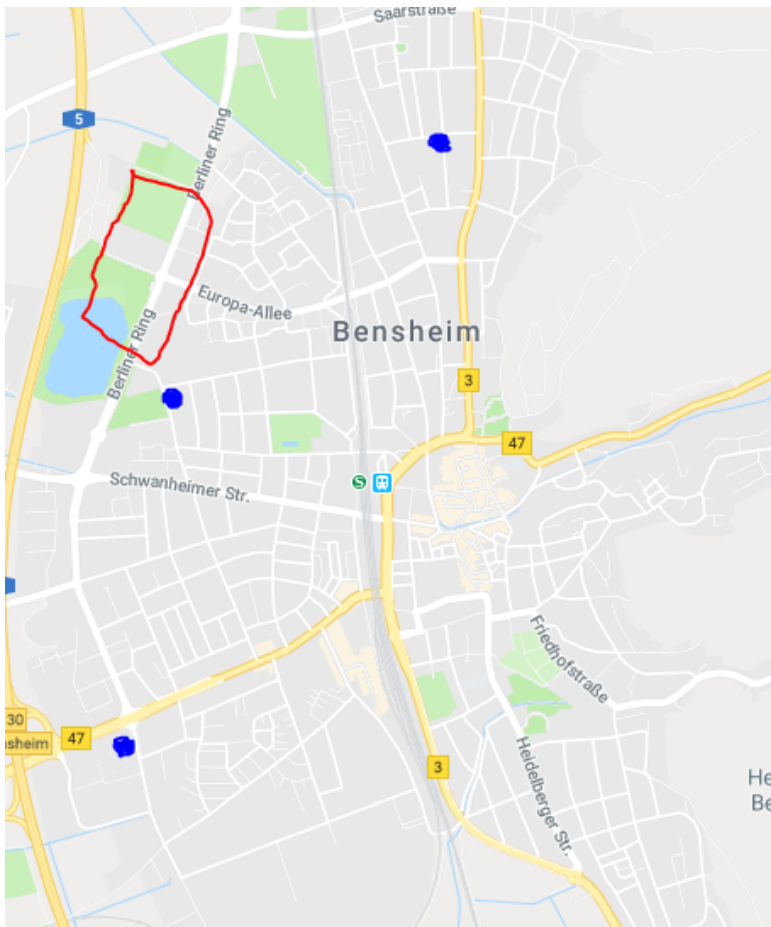 Saarstraße
5
Berliner Ring
Europa-Allee
Bensheim
Berliner Ring
3
47
Schwanheimer Str.
S
Friedhofstraße
30
nsheim
47
3
Heidelberger Str.
He
Be